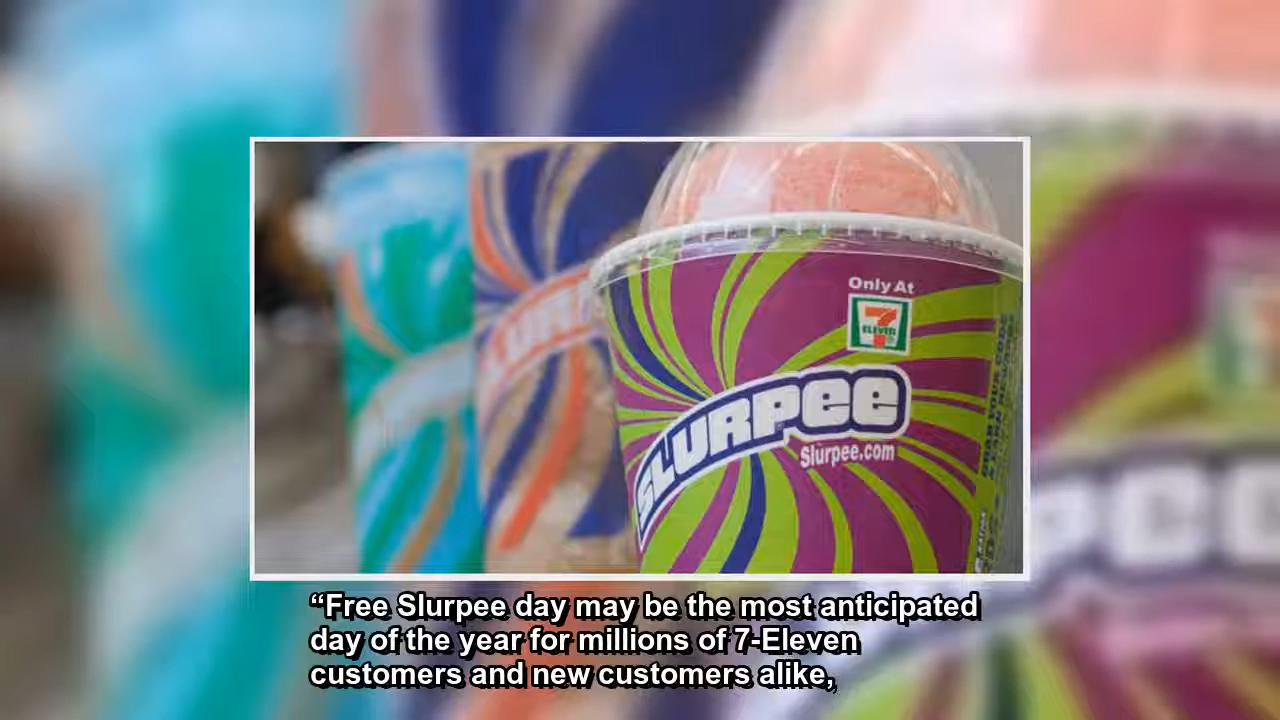 Only At
7
ELEVEN
SLURPEE
Slurpee.com
SLUR
“Free Slurpee day may be the most anticipated
day of the year for millions of 7-Eleven
customers and new customers alike,